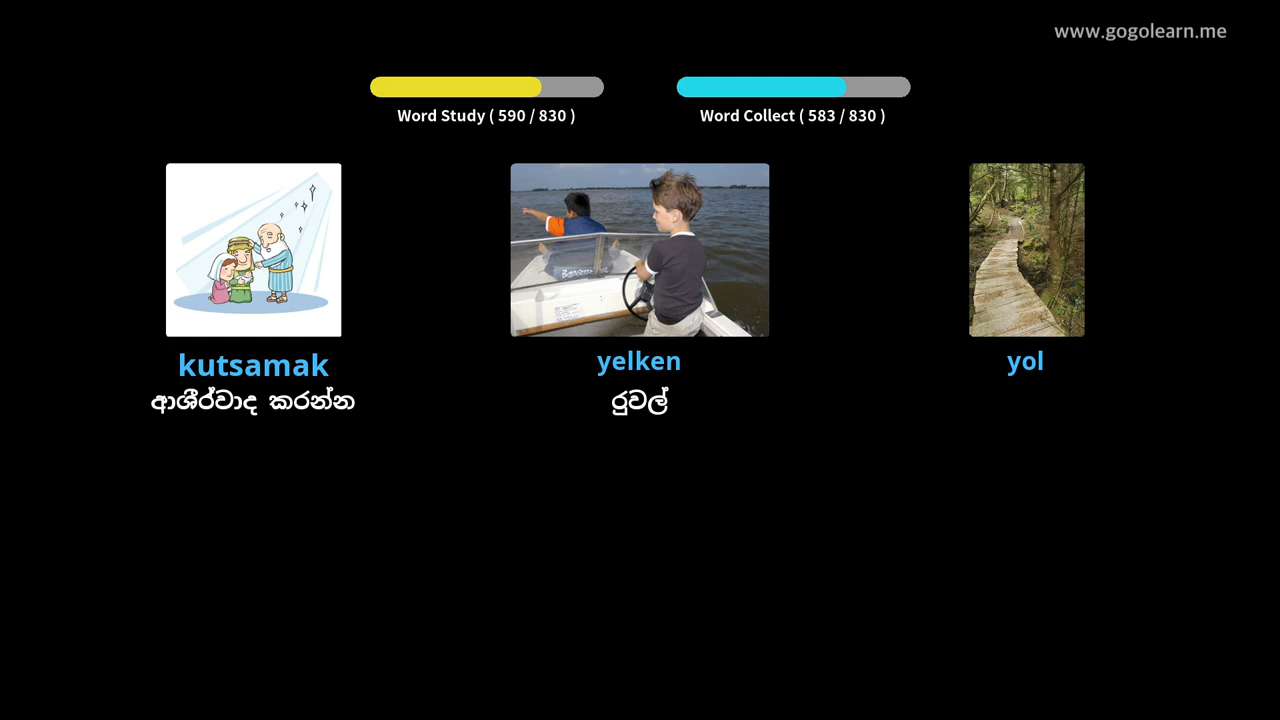 www.gogolearn.me
Word Study ( 590 / 830 )
Word Collect ( 583 / 830 )
kutsamak
yelken
yol
ආශීර්වාද කරන්න
රුවල්